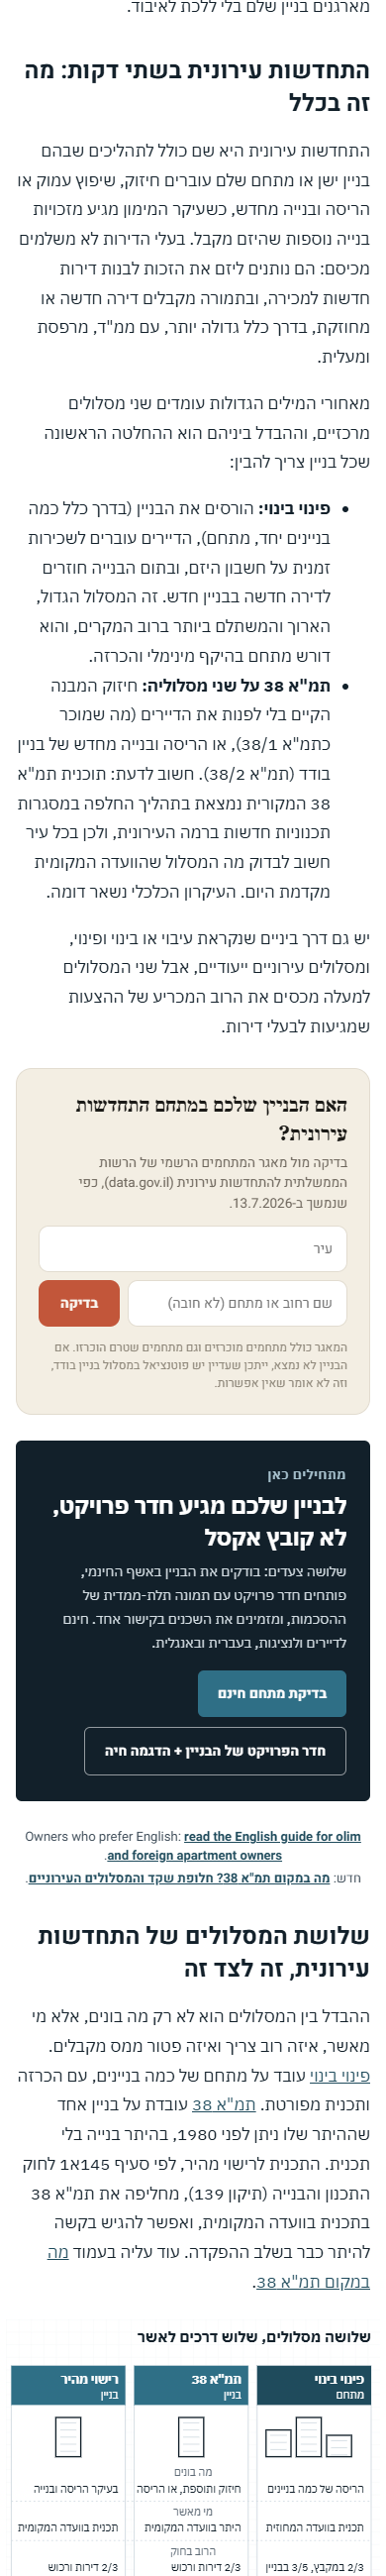 מארגנים בניין שלם בלי ללכת לאיבוד.
התחדשות עירונית בשתי דקות: מה
זה בכלל
התחדשות עירונית היא שם כולל לתהליכים שבהם
בניין ישן או מתחם שלם עוברים חיזוק, שיפוץ עמוק או
הריסה ובנייה מחדש, כשעיקר המימון מגיע מזכויות
בנייה נוספות שהיזם מקבל. בעלי הדירות לא משלמים
מכיסם: הם נותנים ליזם את הזכות לבנות דירות
חדשות למכירה, ובתמורה מקבלים דירה חדשה או
מחוזקת, בדרך כלל גדולה יותר, עם ממ"ד, מרפסת
ומעלית.
מאחורי המילים הגדולות עומדים שני מסלולים
מרכזיים, וההבדל ביניהם הוא ההחלטה הראשונה
שכל בניין צריך להבין:
• פינוי בינוי: הורסים את הבניין (בדרך כלל כמה
בניינים יחד, מתחם), הדיירים עוברים לשכירות
זמנית על חשבון היזם, ובתום הבנייה חוזרים
לדירה חדשה בבניין חדש. זה המסלול הגדול,
הארוך והמשתלם ביותר ברוב המקרים, והוא
דורש מתחם בהיקף מינימלי והכרזה.
• תמ"א 38 על שני מסלוליה: חיזוק המבנה
הקיים בלי לפנות את הדיירים (מה שמוכר
כתמ"א 38/1), או הריסה ובנייה מחדש של בניין
בודד (תמ"א 38/2). חשוב לדעת: תוכנית תמ"א
38 המקורית נמצאת בתהליך החלפה במסגרות
תכנוניות חדשות ברמה העירונית, ולכן בכל עיר
חשוב לבדוק מה המסלול שהוועדה המקומית
מקדמת היום. העיקרון הכלכלי נשאר דומה.
יש גם דרך ביניים שנקראת עיבוי או בינוי ופינוי,
ומסלולים עירוניים ייעודיים, אבל שני המסלולים
למעלה מכסים את הרוב המכריע של ההצעות
שמגיעות לבעלי דירות.
האם הבניין שלכם במתחם התחדשות
עירונית?
בדיקה מול מאגר המתחמים הרשמי של הרשות
הממשלתית להתחדשות עירונית (data.gov.il), כפי
שנמשך ב-13.7.2026.
עיר
שם רחוב או מתחם (לא חובה)
בדיקה
המאגר כולל מתחמים מוכרזים וגם מתחמים שטרם הוכרזו. אם
הבניין לא נמצא, ייתכן שעדיין יש פוטנציאל במסלול בניין בודד,
וזה לא אומר שאין אפשרות.
מתחילים כאן
לבניין שלכם מגיע חדר פרויקט,
לא קובץ אקסל
שלושה צעדים: בודקים את הבניין באשף החינמי,
פותחים חדר פרויקט עם תמונה תלת-ממדית של
ההסכמות, ומזמינים את השכנים בקישור אחד. חינם
לדיירים ולנציגות, בעברית ובאנגלית.
בדיקת מתחם חינם
חדר הפרויקט של הבניין + הדגמה חיה
Owners who prefer English: read the English guide for olim
and foreign apartment owners.
חדש: מה במקום תמ"א 38? חלופת שקד והמסלולים העירוניים.
שלושת המסלולים של התחדשות
עירונית, זה לצד זה
ההבדל בין המסלולים הוא לא רק מה בונים, אלא מי
מאשר, איזה רוב צריך ואיזה פטור ממס מקבלים.
פינוי בינוי עובד על מתחם של כמה בניינים, עם הכרזה
ותכנית מפורטת. תמ"א 38 עובדת על בניין אחד
שההיתר שלו ניתן לפני 1980, בהיתר בנייה בלי
תכנית. התכנית לרישוי מהיר, לפי סעיף 145א1 לחוק
התכנון והבנייה (תיקון 139), מחליפה את תמ"א 38
בתכנית בוועדה המקומית, ואפשר להגיש בקשה
להיתר כבר בשלב ההפקדה. עוד עליה בעמוד מה
במקום תמ"א 38.
שלושה מסלולים, שלוש דרכים לאשר
פינוי בינוי
מתחם
תמ"א 38
בניין
רישוי מהיר
בניין
מה בונים
הריסה של כמה בניינים
חיזוק ותוספת, או הריסה
בעיקר הריסה ובנייה
מי מאשר
תכנית בוועדה המחוזית
היתר בוועדה המקומית
תכנית בוועדה המקומית
הרוב בחוק
2/3 במקבץ, 3/5 בבניין
2/3 דירות ורכוש
2/3 דירות ורכוש